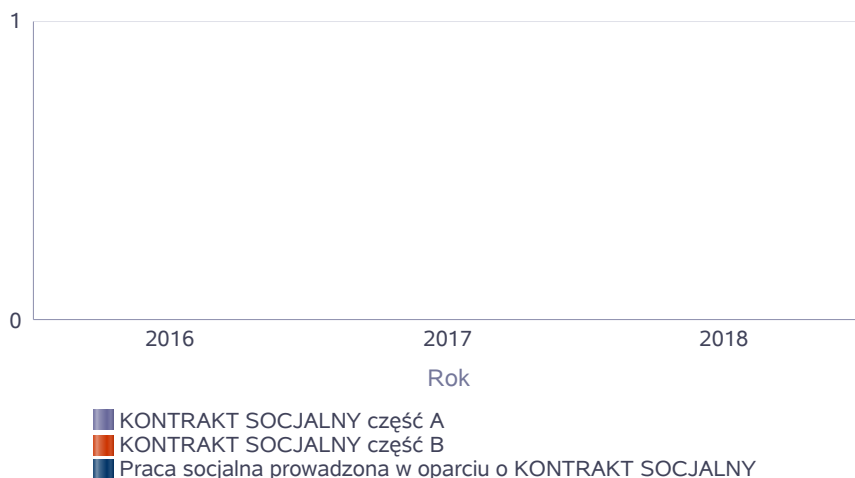 1
0
2016 2017 2018
Rok
KONTRAKT SOCJALNY część A
KONTRAKT SOCJALNY część B
Praca socjalna prowadzona w oparciu o KONTRAKT SOCJALNY